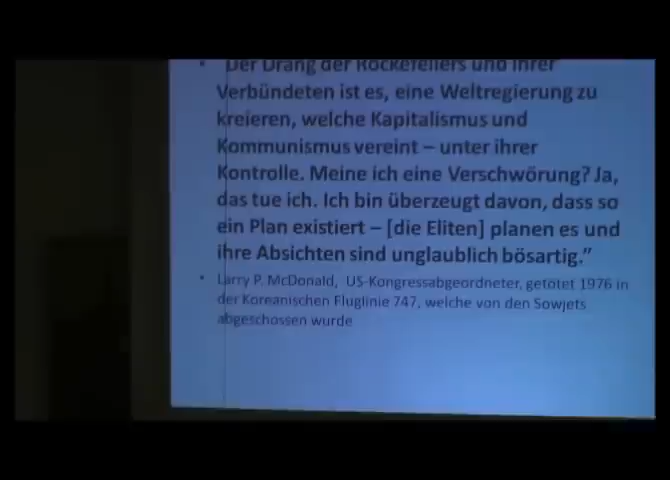 • "Der Drang der Rockefellers und ihrer
Verbündeten ist es, eine Weltregierung zu
kreieren, welche Kapitalismus und
Kommunismus vereint – unter ihrer
Kontrolle. Meine ich eine Verschwörung? Ja,
das tue ich. Ich bin überzeugt davon, dass so
ein Plan existiert – [die Eliten] planen es und
ihre Absichten sind unglaublich bösartig.”
• Larry P. McDonald, US-Kongressabgeordneter, getötet 1976 in
der Koreanischen Fluglinie 747, welche von den Sowjets
abgeschossen wurde